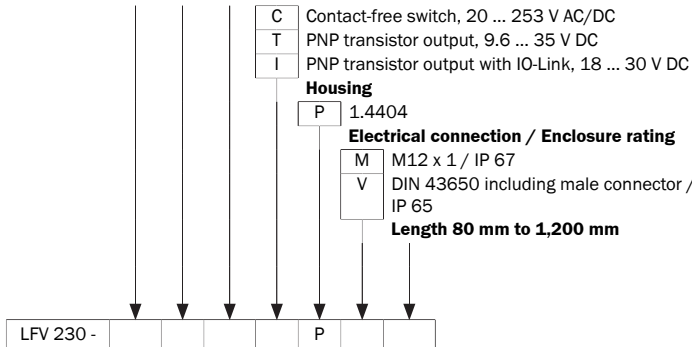 C Contact-free switch, 20 ... 253 V AC/DC
T PNP transistor output, 9.6 ... 35 V DC
I PNP transistor output with IO-Link, 18 ... 30 V DC
Housing
P 1.4404
Electrical connection / Enclosure rating
M M12 x 1 / IP 67
V DIN 43650 including male connector /
IP 65
Length 80 mm to 1,200 mm
LFV 230 - P